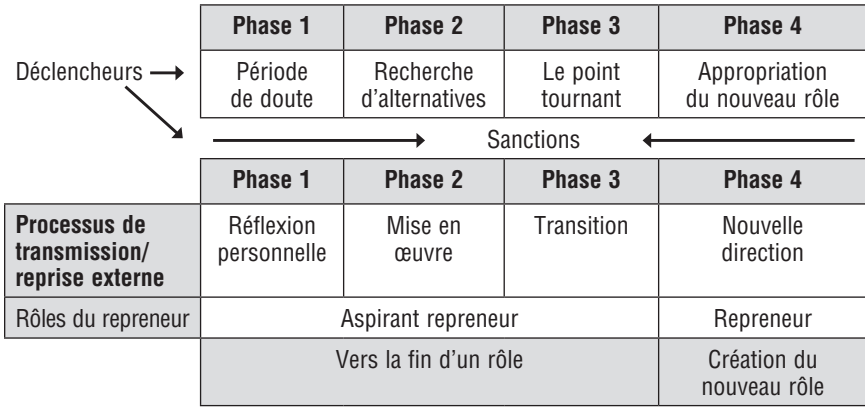 Phase 1 Phase 2 Phase 3 Phase 4
Déclencheurs
Période
de doute
Recherche
d'alternatives
Le point
tournant
Appropriation
du nouveau rôle
Sanctions
Phase 1 Phase 2 Phase 3 Phase 4
Processus de
transmission/
reprise externe
Réflexion
personnelle
Mise en
œuvre
Transition
Nouvelle
direction
Rôles du repreneur
Aspirant repreneur
Repreneur
Vers la fin d'un rôle
Création du
nouveau rôle